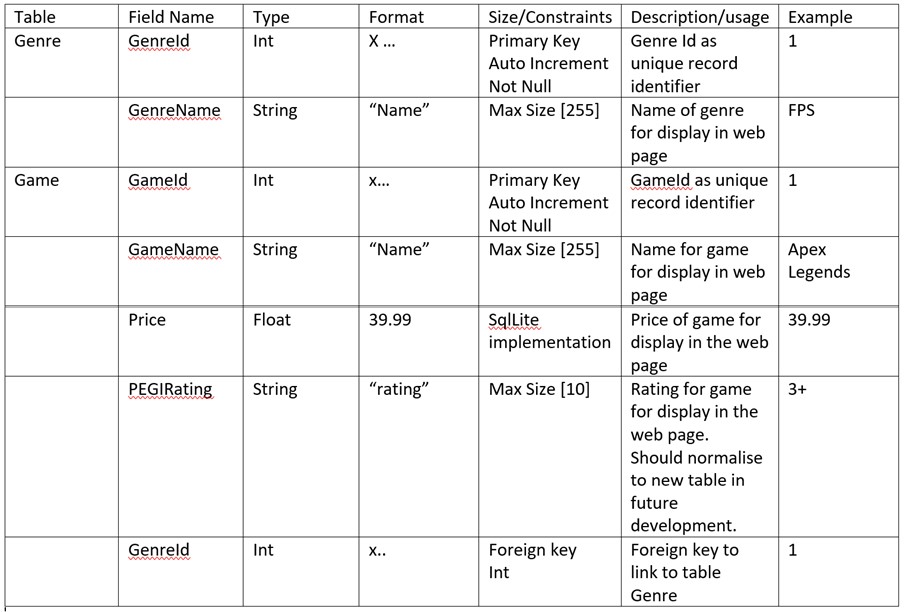 Table Field Name Type Format Size/Constraints Description/usage Example
Genre GenreId Int X ... Primary Key Genre Id as 1
Auto Increment unique record
Not Null identifier
GenreName String “Name” Max Size [255] Name of genre FPS
for display in web
page
Game GameId Int x... Primary Key GameId as unique 1
Auto Increment record identifier
Not Null
GameName String “Name” Max Size [255] Name for game Apex
for display in web Legends
page
Price Float 39.99 SqlLite Price of game for 39.99
implementation display in the web
page
PEGIRating String “rating” Max Size [10] Rating for game 3+
for display in the
web page.
Should normalise
to new table in
future
development.
GenreId Int x.. Foreign key Foreign key to 1
Int link to table
Genre